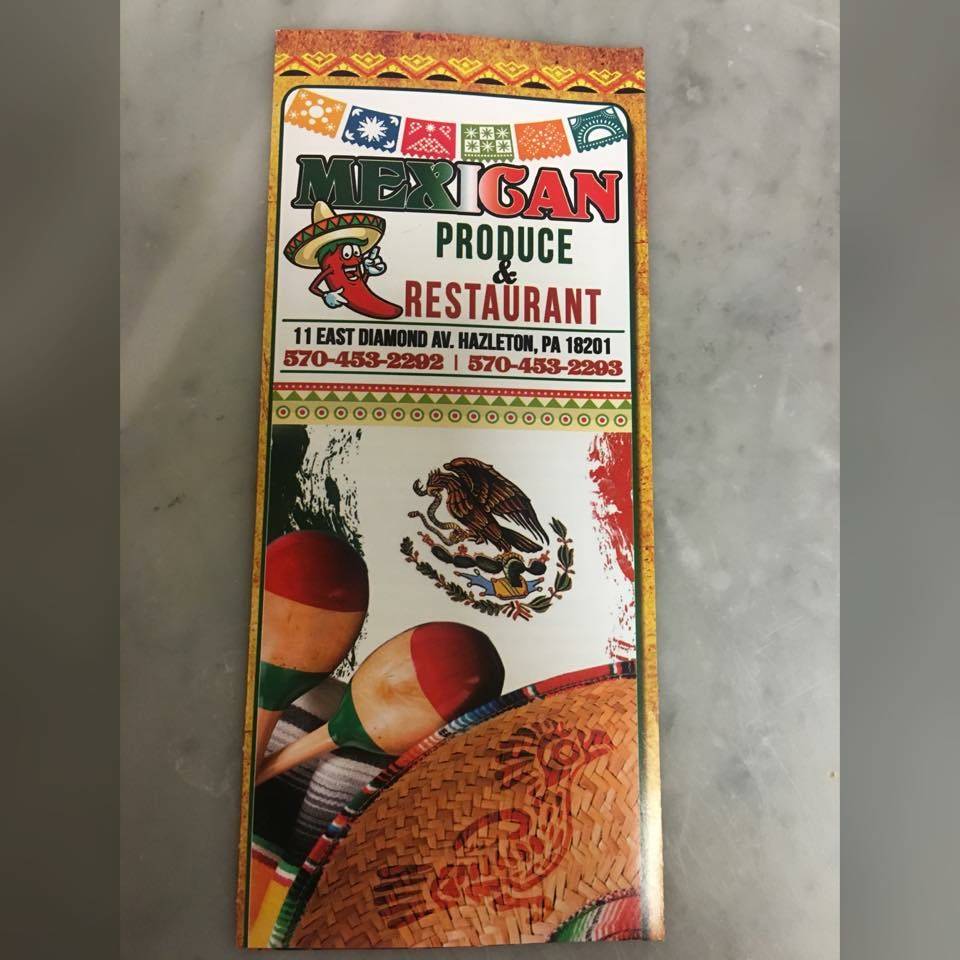 MEXICAN
PRODUCE
&
RESTAURANT
11 EAST DIAMOND AV. HAZLETON, PA 18201
570-453-2292 | 570-453-2293